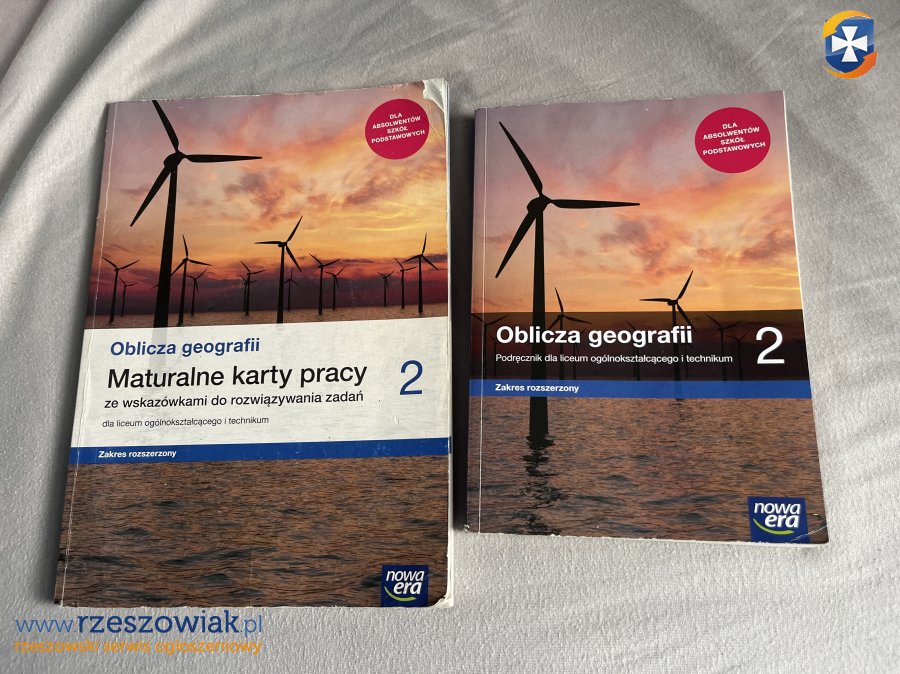 DLA
ABSOLWENTÓW
SZKÓŁ
PODSTAWOWYCH
Oblicza geografii
Maturalne karty pracy
2
ze wskazówkami do rozwiązywania zadań
dla liceum ogólnokształcącego i technikum
Zakres rozszerzony
nowa
era
DLA
ABSOLWENTÓW
SZKÓŁ
PODSTAWOWYCH
Oblicza geografii
2
Podręcznik dla liceum ogólnokształcącego i technikum
Zakres rozszerzony
nowa
era
www.rzeszowiak.pl
rzeszowski serwis ogłoszeniowy